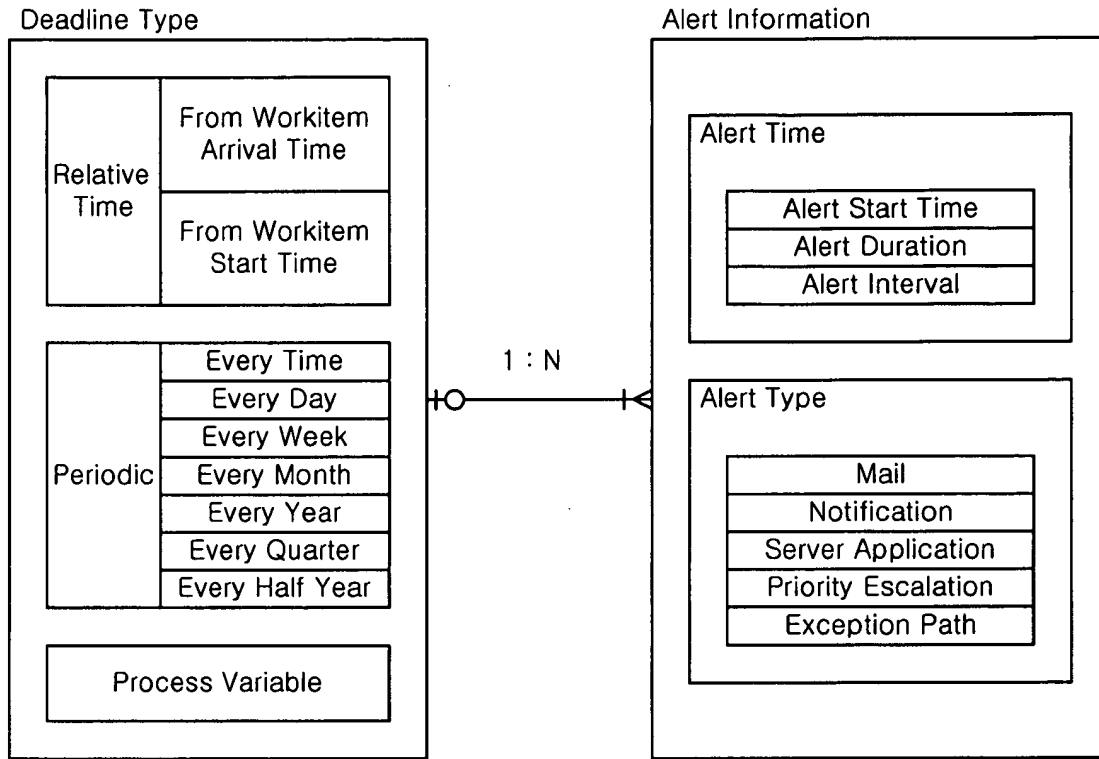 Deadline Type
Relative
Time
From Workitem
Arrival Time
From Workitem
Start Time
Periodic
Every Time
Every Day
Every Week
Every Month
Every Year
Every Quarter
Every Half Year
Process Variable
1 : N
Alert Information
Alert Time
Alert Start Time
Alert Duration
Alert Interval
Alert Type
Mail
Notification
Server Application
Priority Escalation
Exception Path